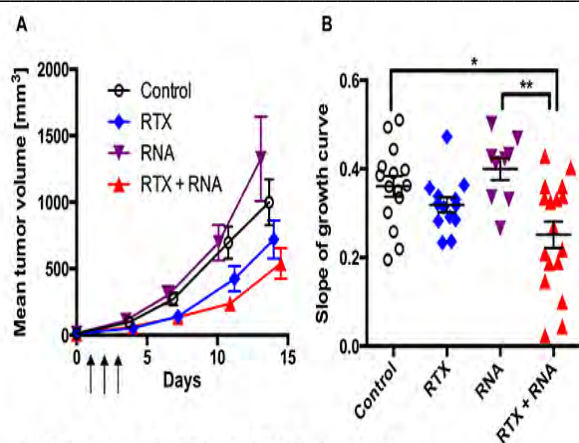 A
Mean tumor volume [mm³]
2000
1500
1000
500
0
Control
RTX
RNA
RTX + RNA
0
5
10
15
Days
B
Slope of growth curve
0.6
0.4
0.2
0.0
*
**
Control
RTX
RNA
RTX + RNA